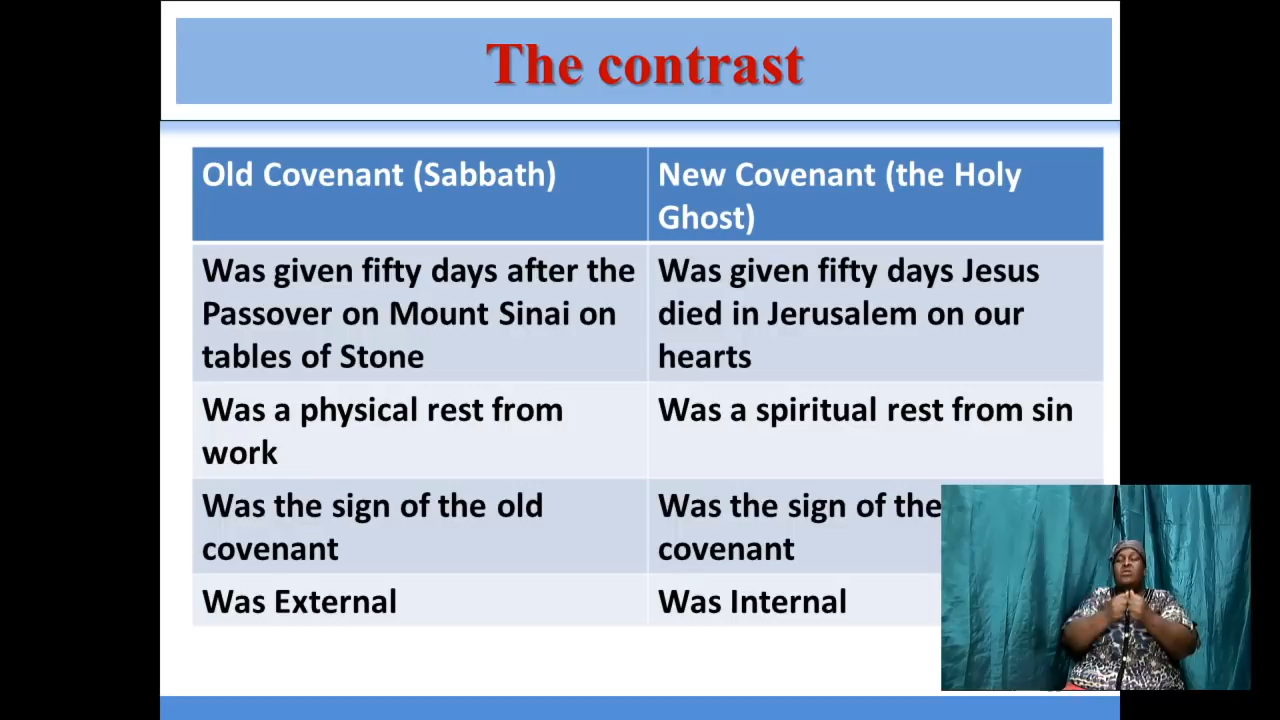 The contrast
Old Covenant (Sabbath)
New Covenant (the Holy
Ghost)
Was given fifty days after the
Passover on Mount Sinai on
tables of Stone
Was given fifty days Jesus
died in Jerusalem on our
hearts
Was a physical rest from
work
Was a spiritual rest from sin
Was the sign of the old
covenant
Was the sign of the
covenant
Was External
Was Internal